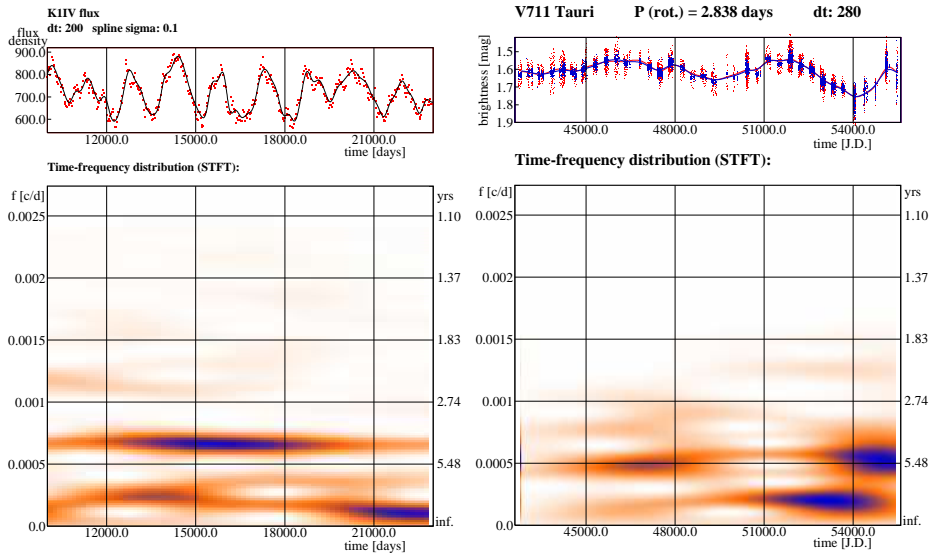 K1IV flux
dt: 200 spline sigma: 0.1
flux
density
900.0
800.0
700.0
600.0
12000.0 15000.0 18000.0 21000.0
time [days]
Time-frequency distribution (STFT):
f [c/d] yrs
0.0025 1.10
0.002 1.37
0.0015 1.83
0.001 2.74
0.0005 5.48
0.0 inf.
12000.0 15000.0 18000.0 21000.0
time [days]
V711 Tauri P (rot.) = 2.838 days dt: 280
brightness [mag]
1.5
1.6
1.7
1.8
1.9
45000.0 48000.0 51000.0 54000.0
time [J.D.]
Time-frequency distribution (STFT):
f [c/d] yrs
0.0025 1.10
0.002 1.37
0.0015 1.83
0.001 2.74
0.0005 5.48
0.0 inf.
45000.0 48000.0 51000.0 54000.0
time [J.D.]